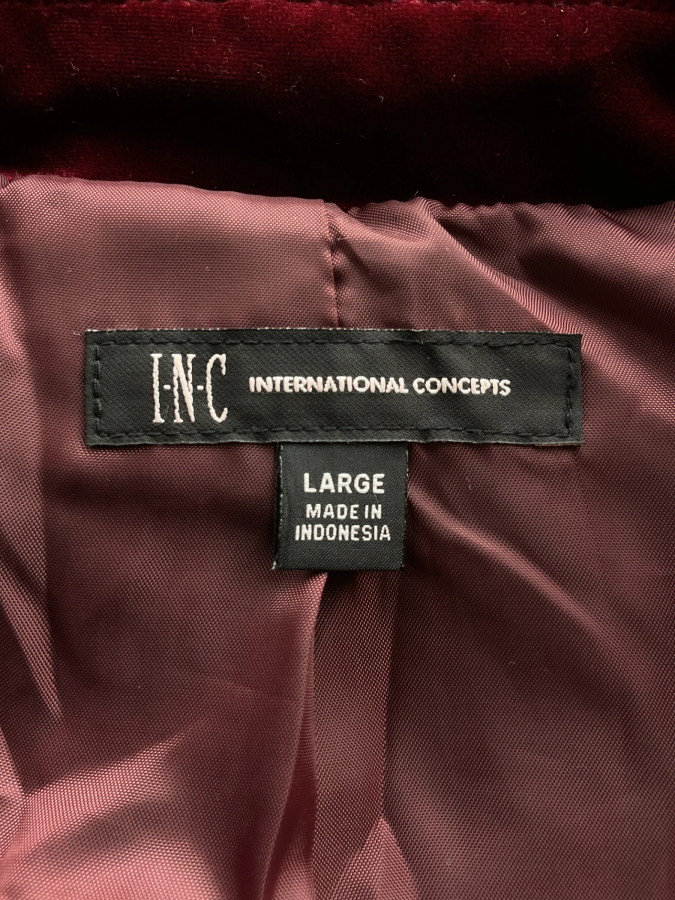 I·N·C INTERNATIONAL CONCEPTS
LARGE
MADE IN
INDONESIA